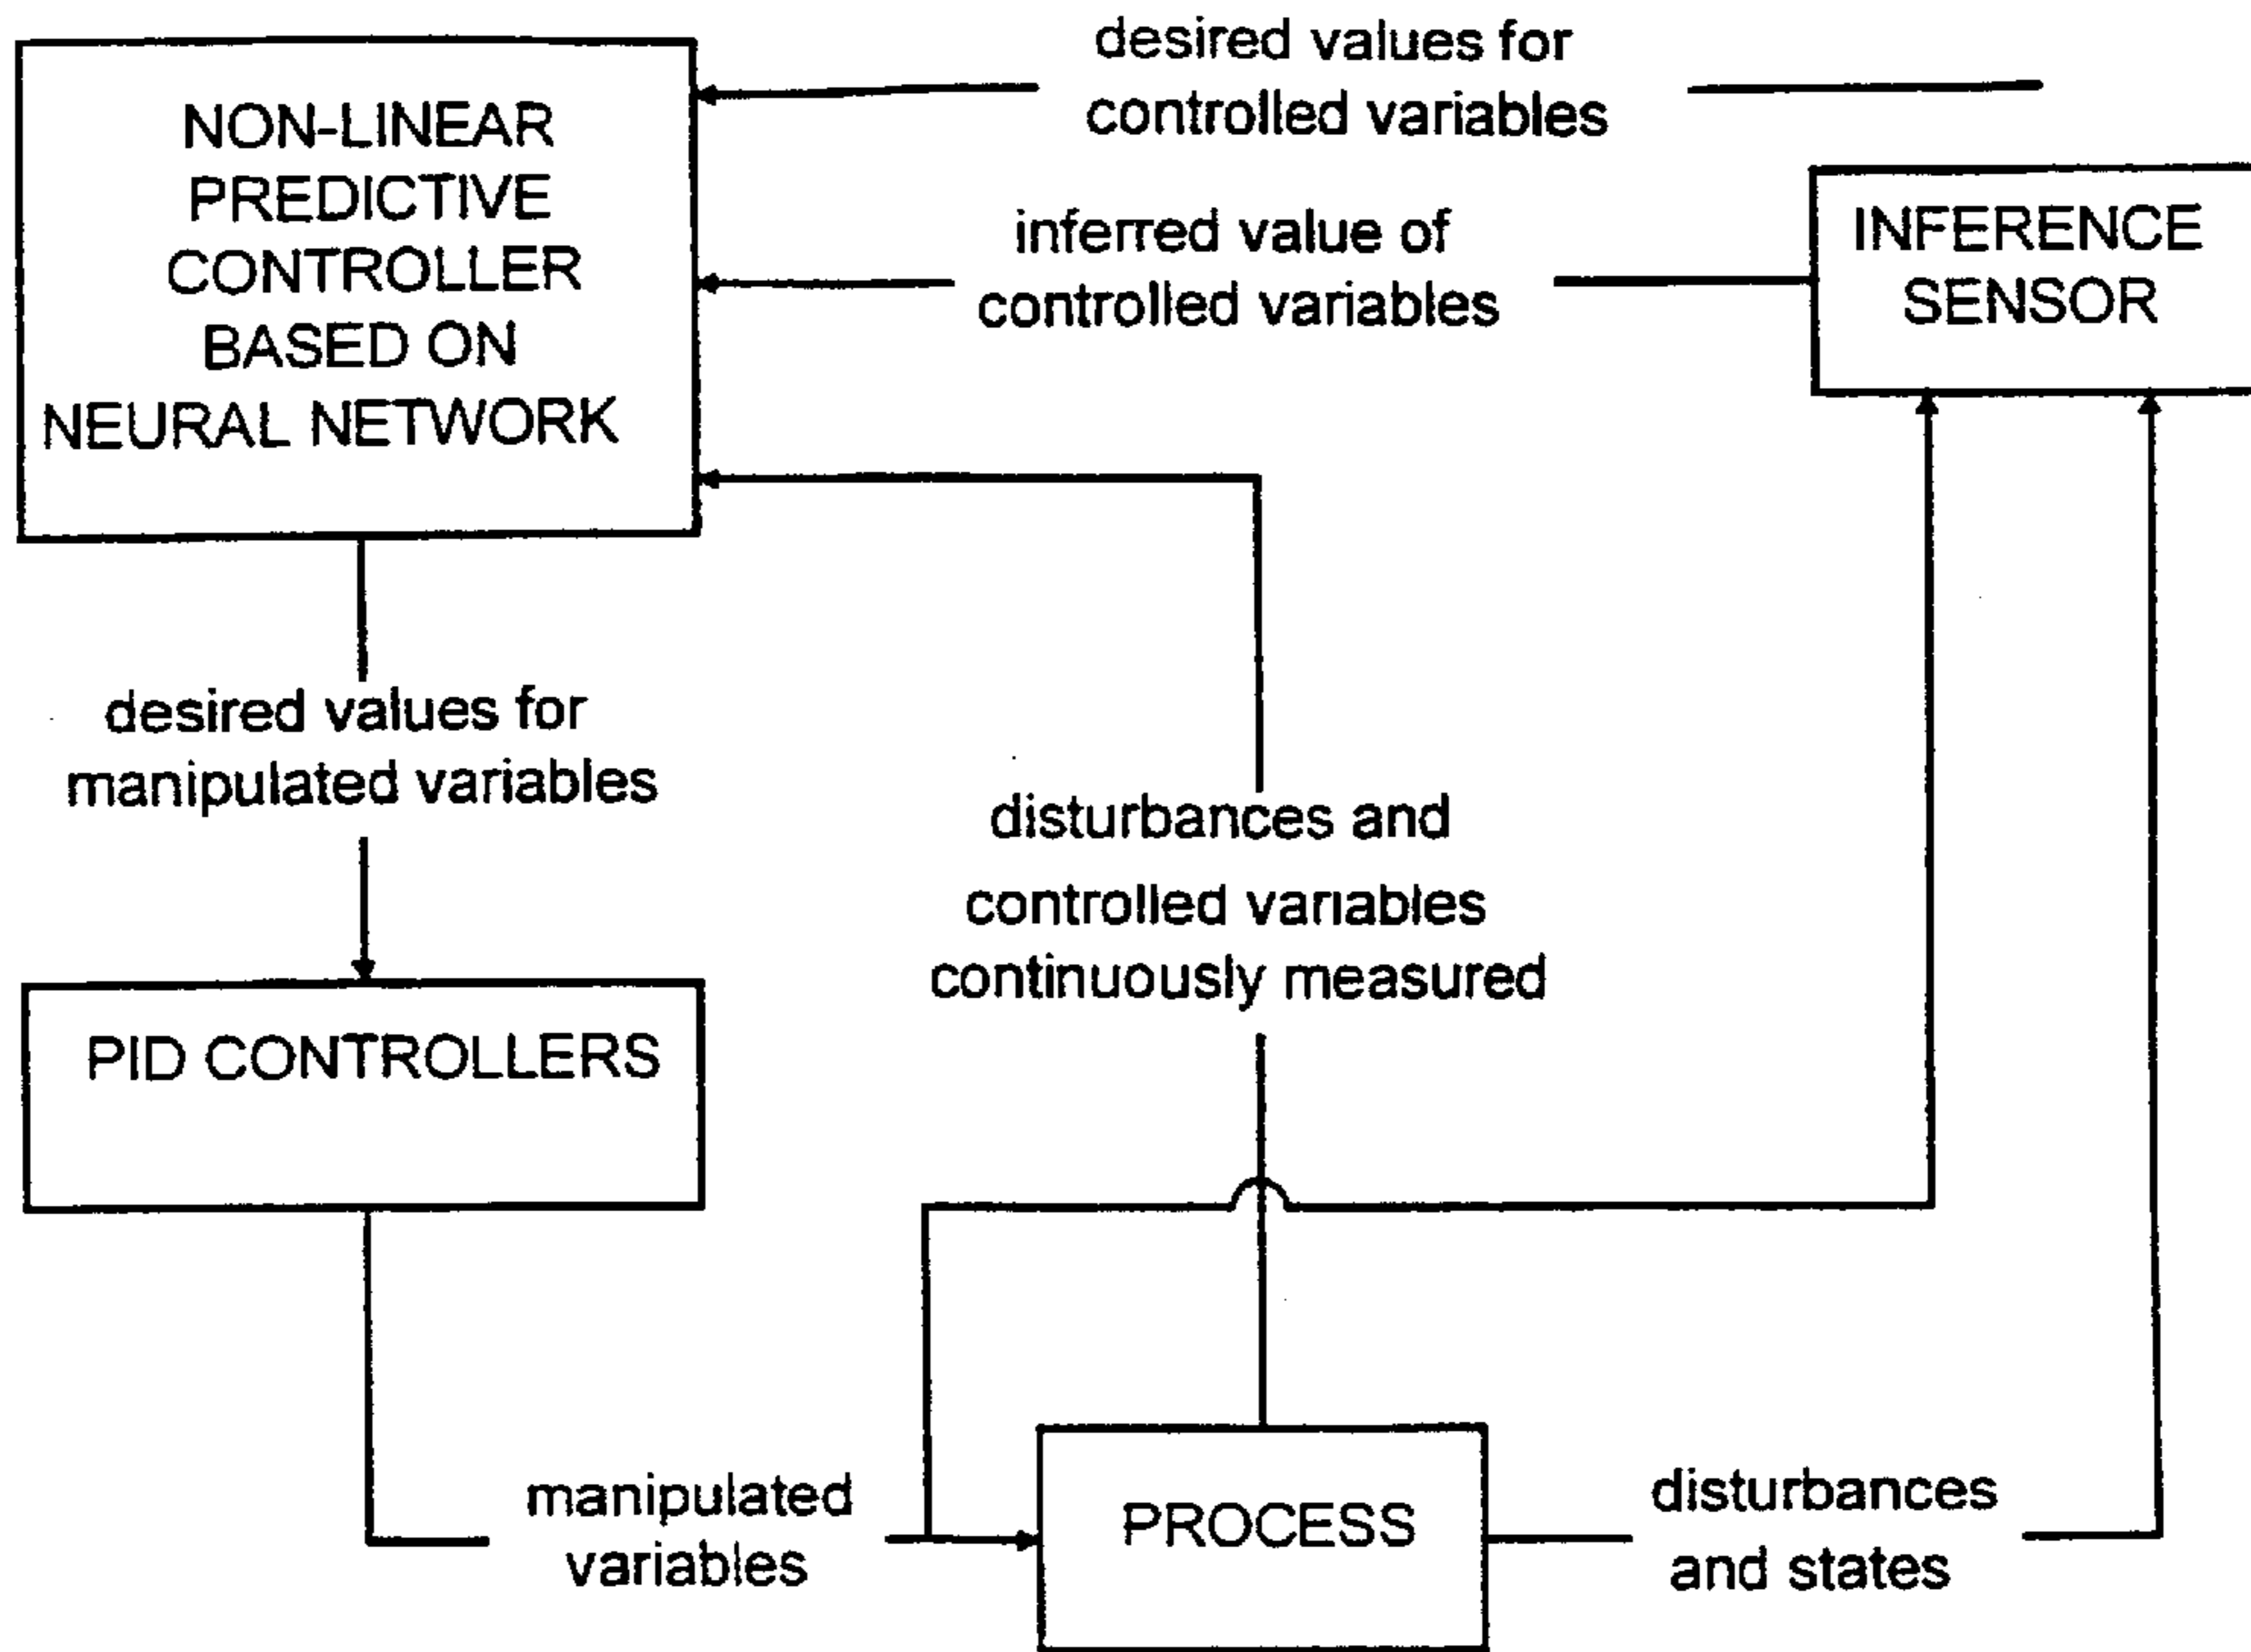 NON-LINEAR
PREDICTIVE
CONTROLLER
BASED ON
NEURAL NETWORK
desired values for
controlled variables
inferred value of
controlled variables
INFERENCE
SENSOR
desired values for
manipulated variables
disturbances and
controlled variables
continuously measured
PID CONTROLLERS
manipulated
variables
PROCESS
disturbances
and states